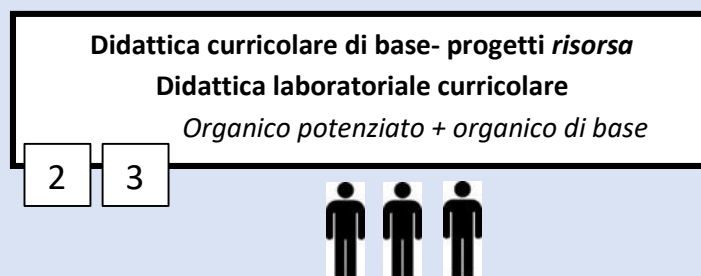 Didattica curricolare di base- progetti risorsa
Didattica laboratoriale curricolare
Organico potenziato + organico di base
2 3